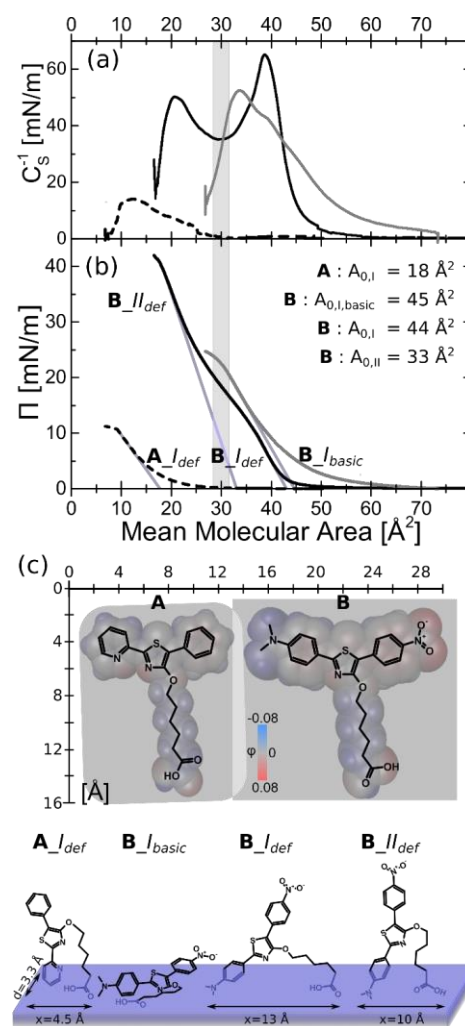 0 10 20 30 40 50 60 70
(a)
60
40
20
0
C_S^-1 [mN/m]
(b)
40
30
20
10
0
Π [mN/m]
A : A_0,I = 18 Å²
B : A_0,I,basic = 45 Å²
B : A_0,I = 44 Å²
B : A_0,II = 33 Å²
B_II_def
A_I_def B_I_def B_I_basic
0 10 20 30 40 50 60 70
Mean Molecular Area [Å²]
(c)
0 4 8 12 16 20 24 28
0
4
8
12
16
[Å]
A B
N N S O HO O
N N S O O OH N⁺ O⁻ O
-0.08
φ 0
0.08
A_I_def B_I_basic B_I_def B_II_def
d=3.3 Å
x=4.5 Å x=13 Å x=10 Å